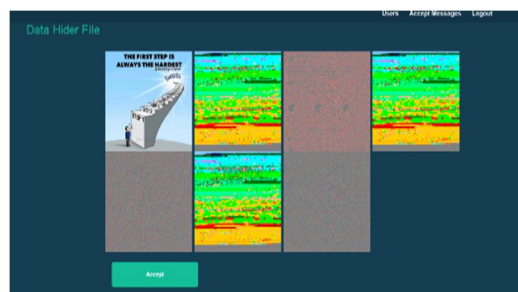 Users Accept Messages Logout
Data Hider File
THE FIRST STEP IS
ALWAYS THE HARDEST
Accept